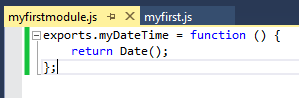 myfirstmodule.js myfirst.js
exports.myDateTime = function () {
return Date();
};